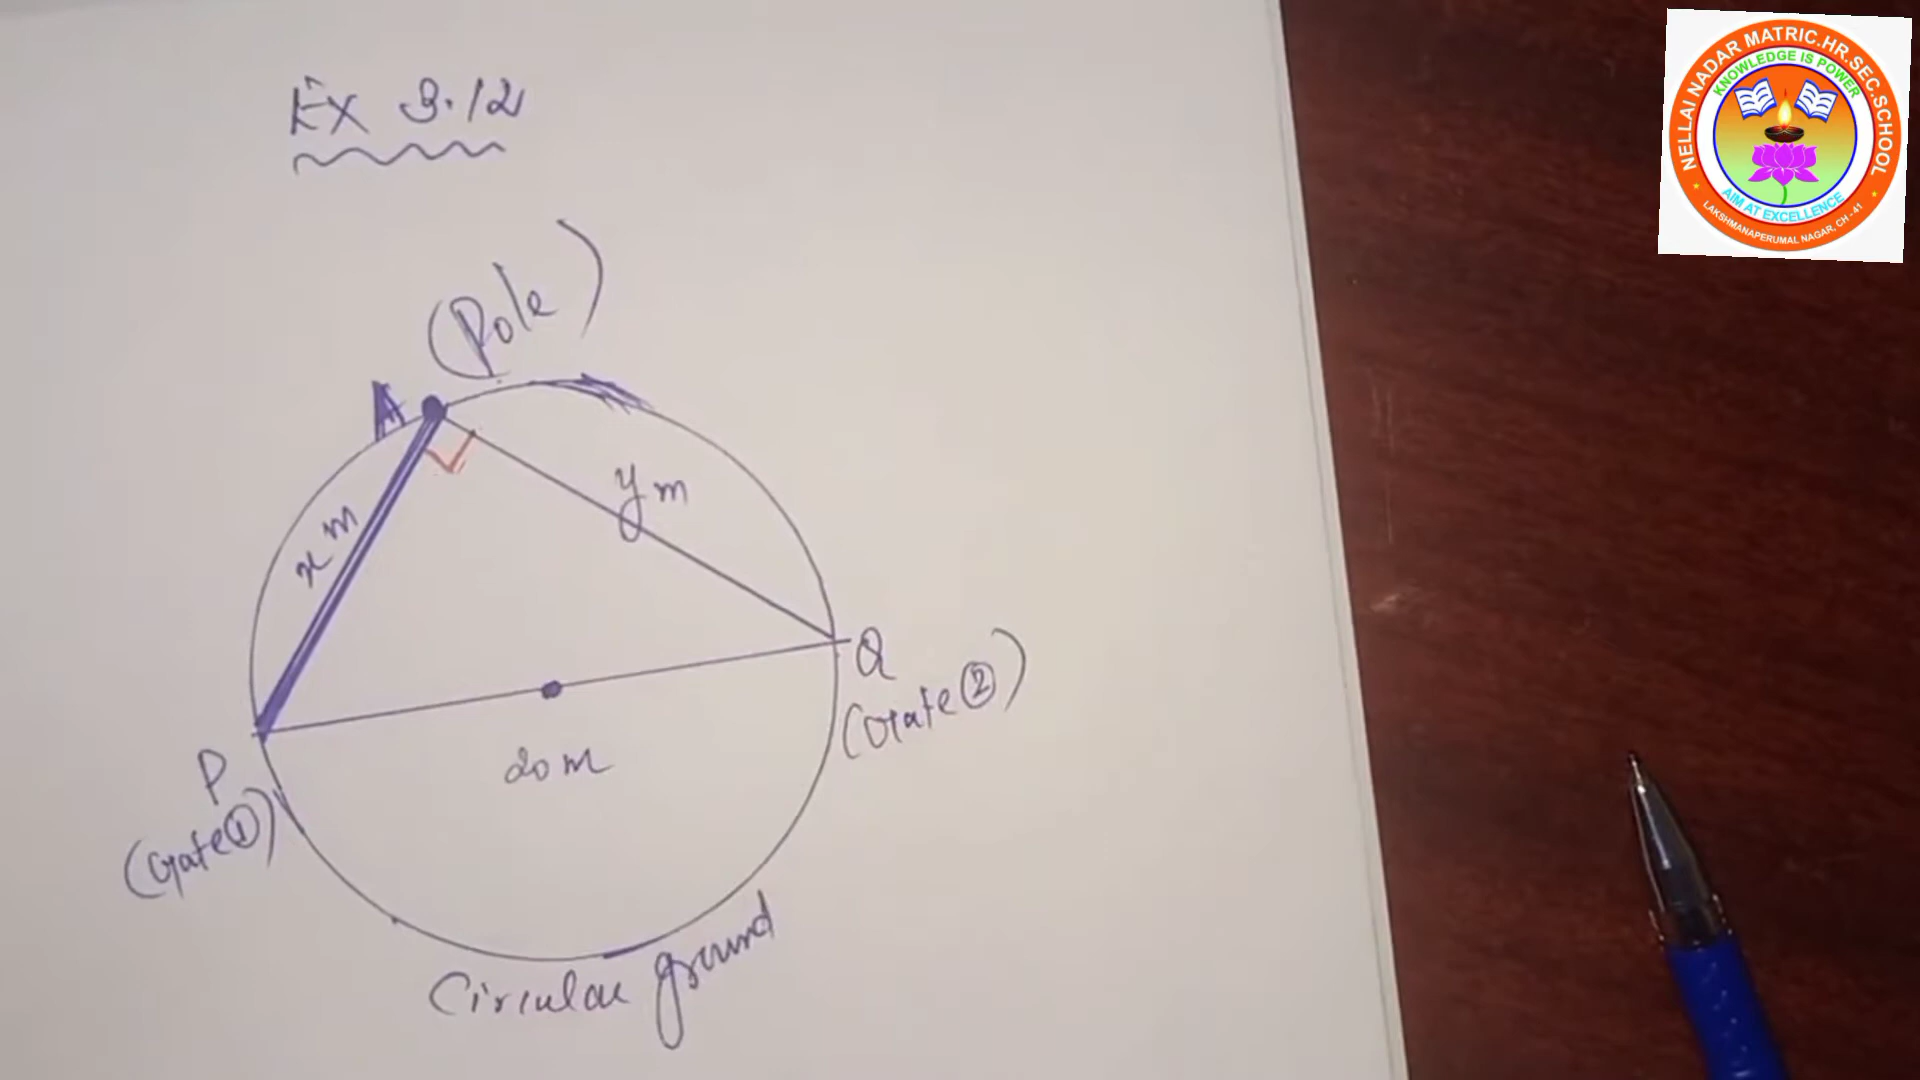 Ex 3.12
(Pole)
A
x m
y m
Q
(Gate ②)
20 m
P
(Gate ①)
Circular ground
NELLAI NADAR MATRIC.HR.SEC.SCHOOL
KNOWLEDGE IS POWER
AIM AT EXCELLENCE
LAKSHMANAPERUMAL NAGAR, CH - 41